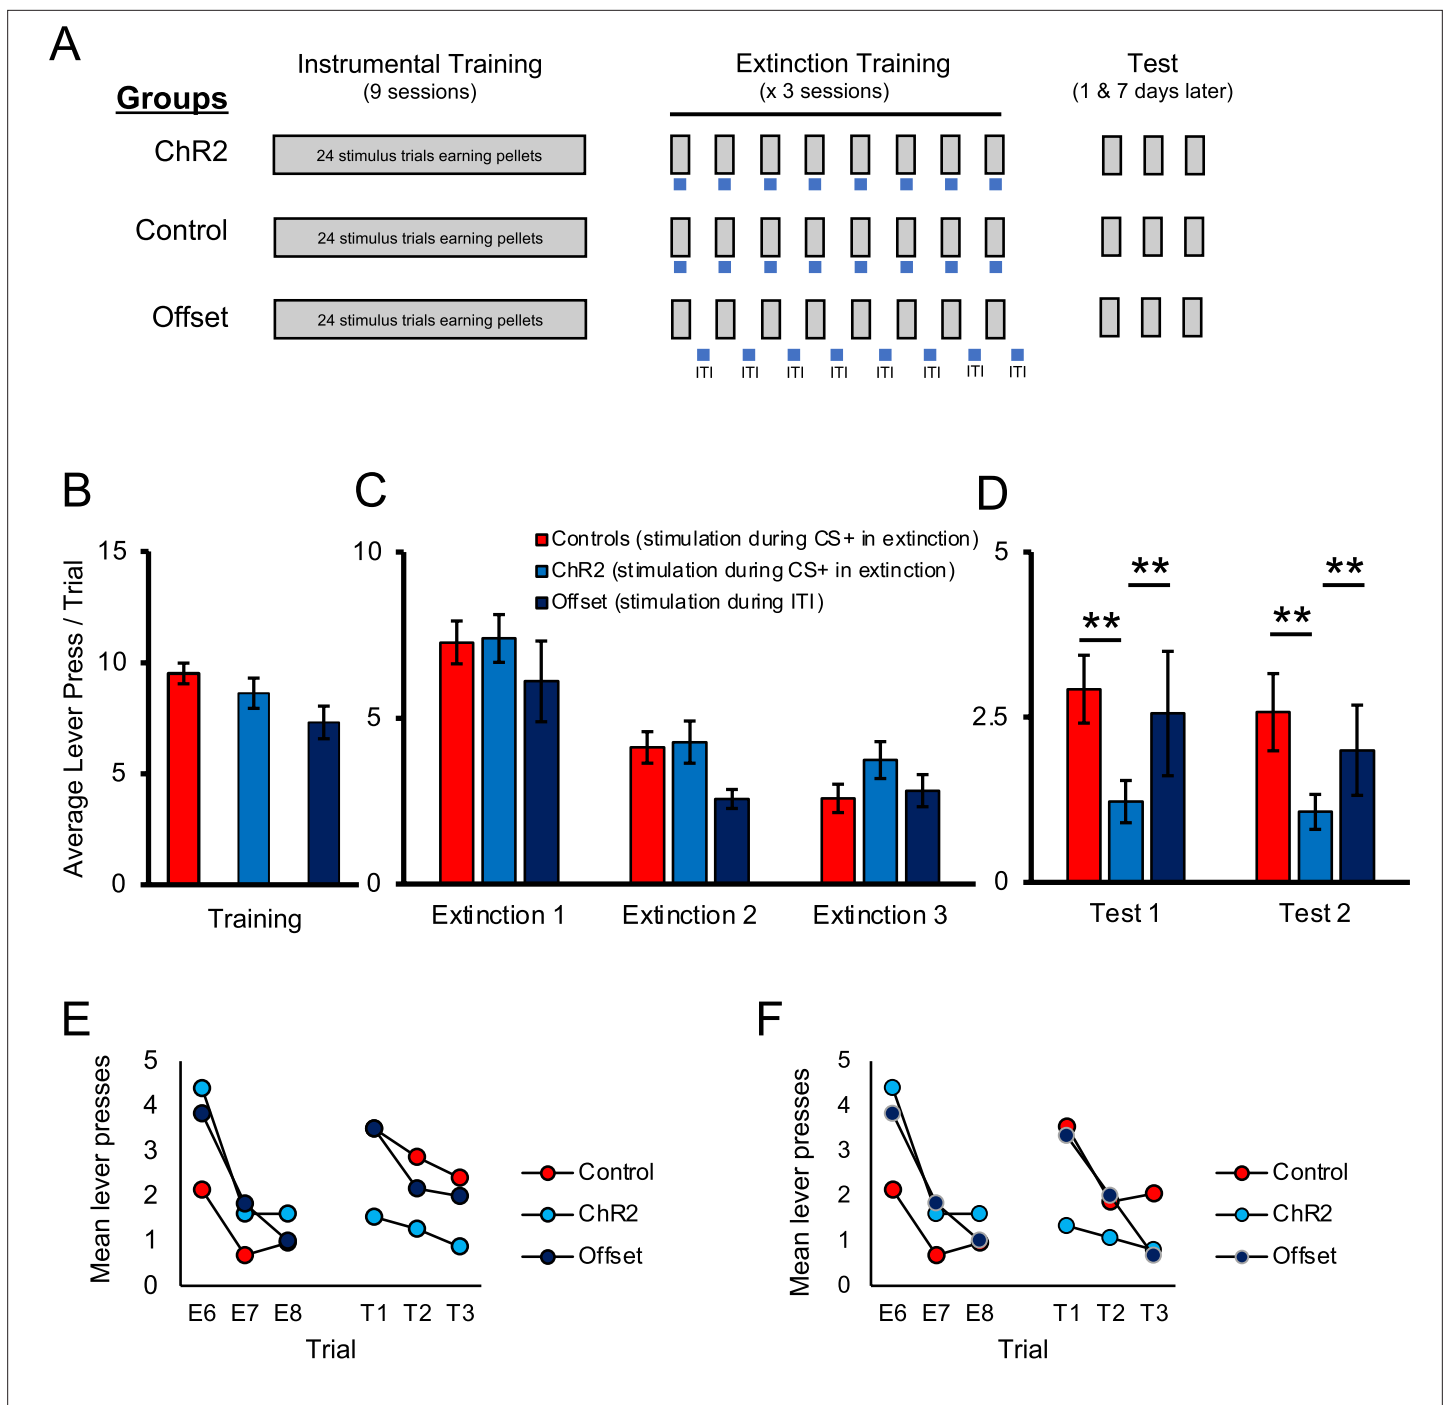 A
Instrumental Training
(9 sessions)
Extinction Training
(x 3 sessions)
Test
(1 & 7 days later)
Groups
ChR2
24 stimulus trials earning pellets
Control
24 stimulus trials earning pellets
Offset
24 stimulus trials earning pellets
ITI ITI ITI ITI ITI ITI ITI ITI
B
Average Lever Press / Trial
15
10
5
0
Training
C
10
5
0
Controls (stimulation during CS+ in extinction)
ChR2 (stimulation during CS+ in extinction)
Offset (stimulation during ITI)
Extinction 1 Extinction 2 Extinction 3
D
5
2.5
0
** **
** **
Test 1 Test 2
E
Mean lever presses
5
4
3
2
1
0
E6 E7 E8 T1 T2 T3
Trial
Control
ChR2
Offset
F
Mean lever presses
5
4
3
2
1
0
E6 E7 E8 T1 T2 T3
Trial
Control
ChR2
Offset